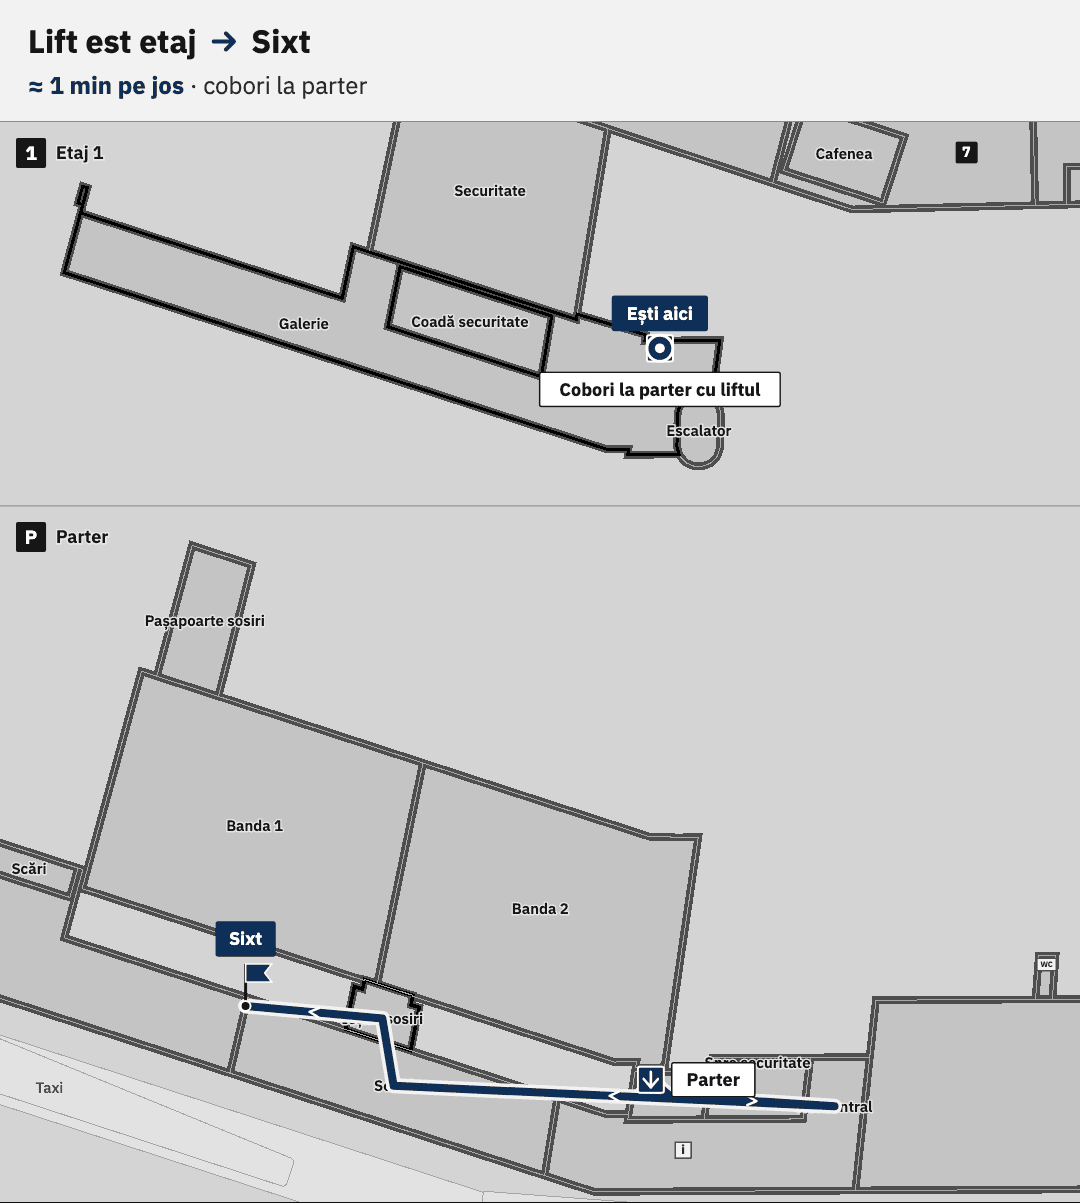 Lift est etaj → Sixt
≈ 1 min pe jos · cobori la parter
1 Etaj 1
Cafenea
7
Securitate
Ești aici
Galerie
Coadă securitate
Cobori la parter cu liftul
Escalator
P Parter
Pașapoarte sosiri
Banda 1
Scări
Banda 2
Sixt
WC
sosiri
securitate
Parter
Taxi
i